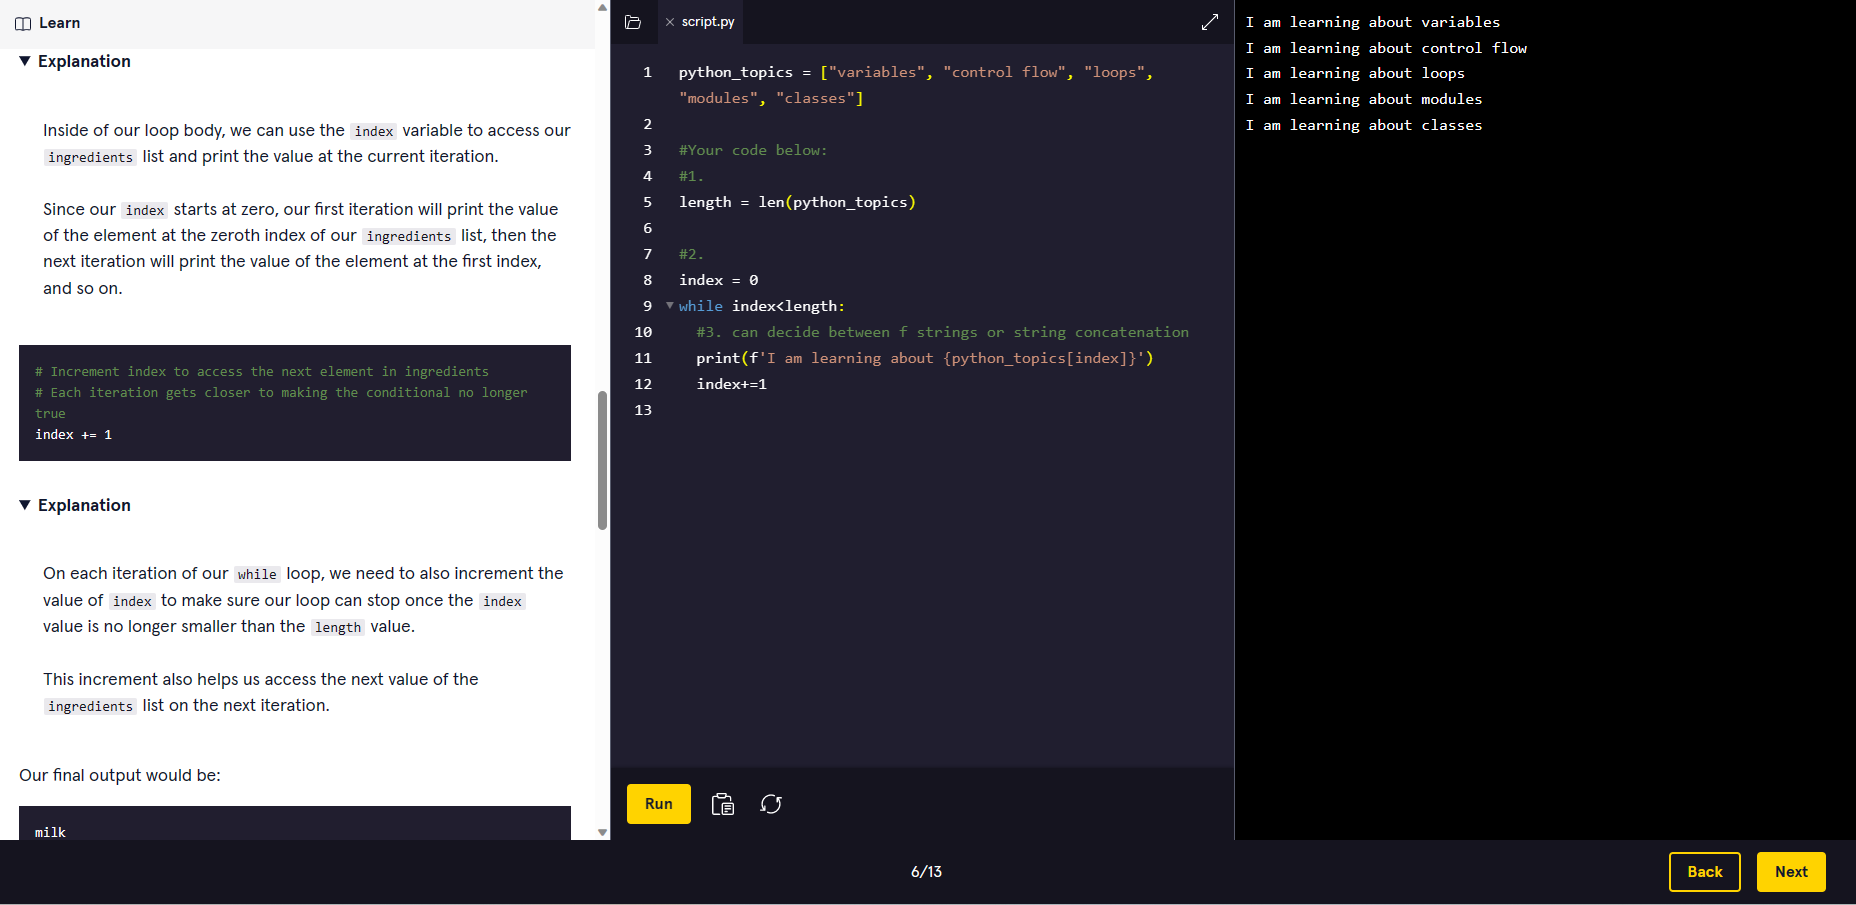 Learn
Explanation
Inside of our loop body, we can use the index variable to access our
ingredients list and print the value at the current iteration.
Since our index starts at zero, our first iteration will print the value
of the element at the zeroth index of our ingredients list, then the
next iteration will print the value of the element at the first index,
and so on.
# Increment index to access the next element in ingredients
# Each iteration gets closer to making the conditional no longer
true
index += 1
Explanation
On each iteration of our while loop, we need to also increment the
value of index to make sure our loop can stop once the index
value is no longer smaller than the length value.
This increment also helps us access the next value of the
ingredients list on the next iteration.
Our final output would be:
milk
script.py
1 python_topics = ["variables", "control flow", "loops",
"modules", "classes"]
2
3 #Your code below:
4 #1.
5 length = len(python_topics)
6
7 #2.
8 index = 0
9 while index<length:
10 #3. can decide between f strings or string concatenation
11 print(f'I am learning about {python_topics[index]}')
12 index+=1
13
Run
I am learning about variables
I am learning about control flow
I am learning about loops
I am learning about modules
I am learning about classes
6/13
Back
Next